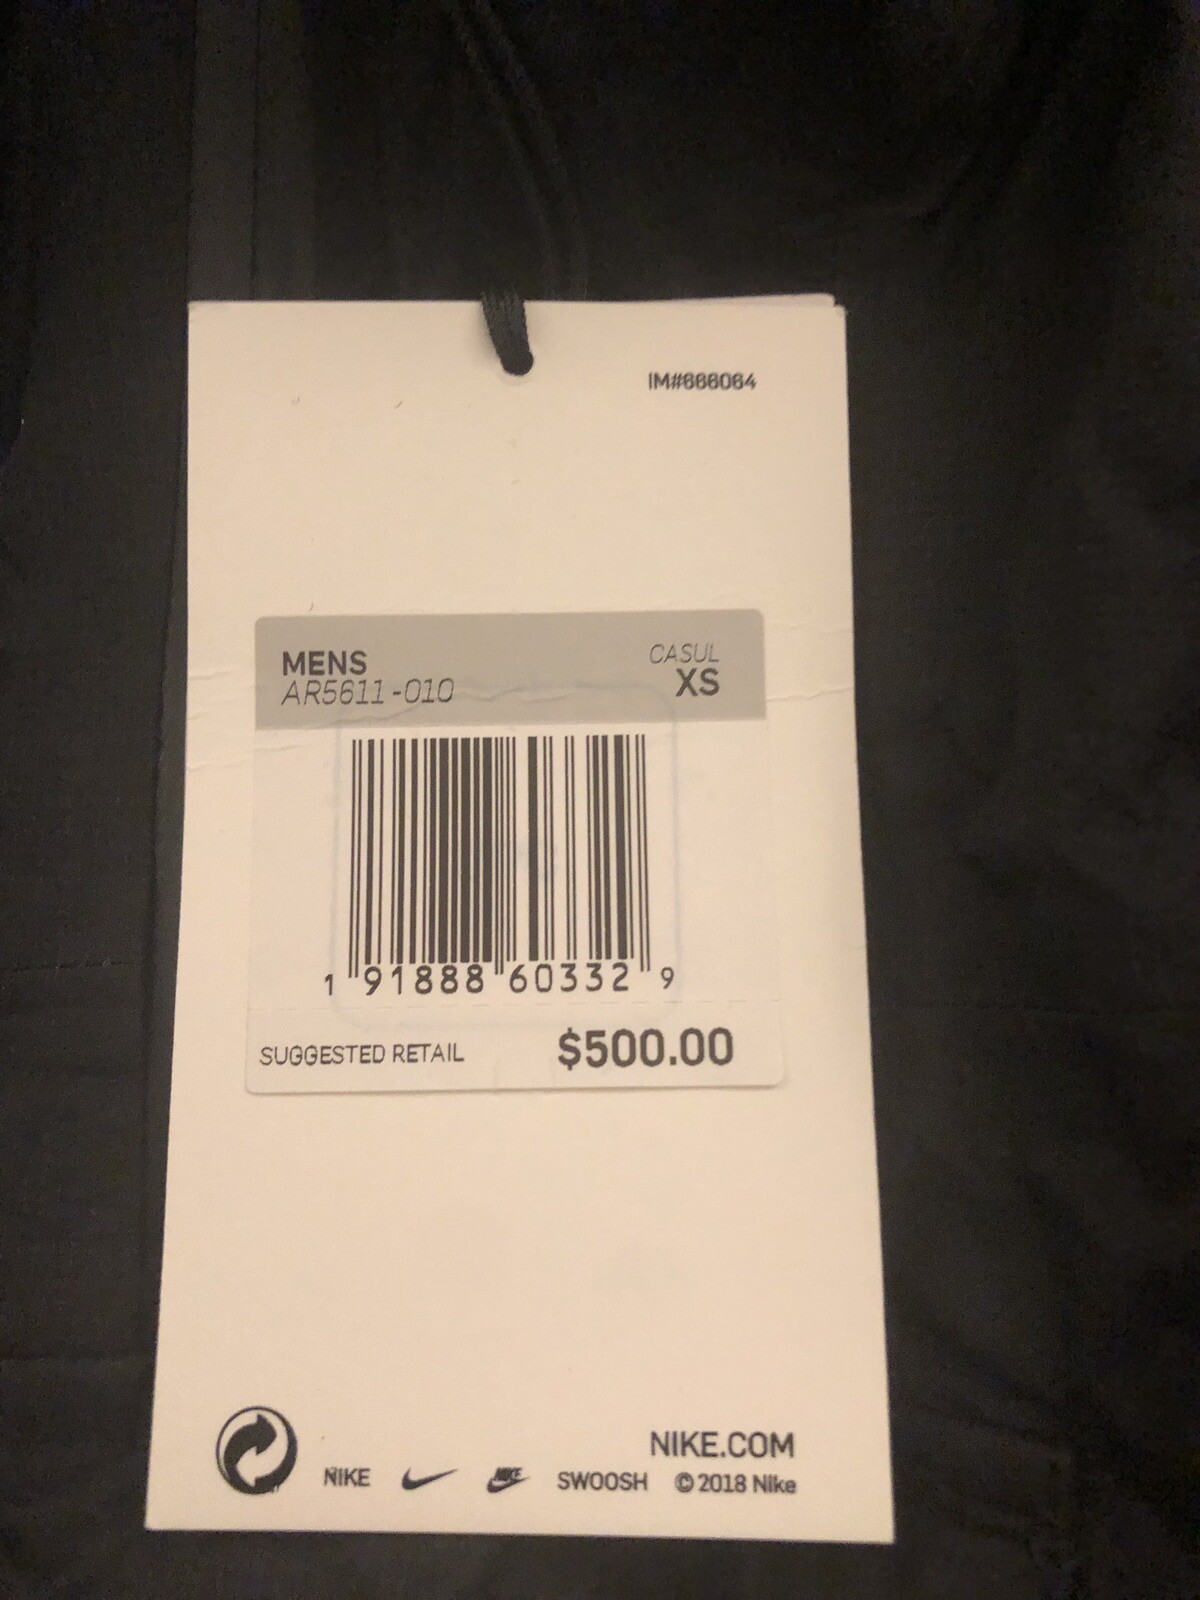 IM#666064
MENS CASUL
AR5611-010 XS
1 91888 60332 9
SUGGESTED RETAIL $500.00
NIKE.COM
NIKE NIKE SWOOSH © 2018 Nike